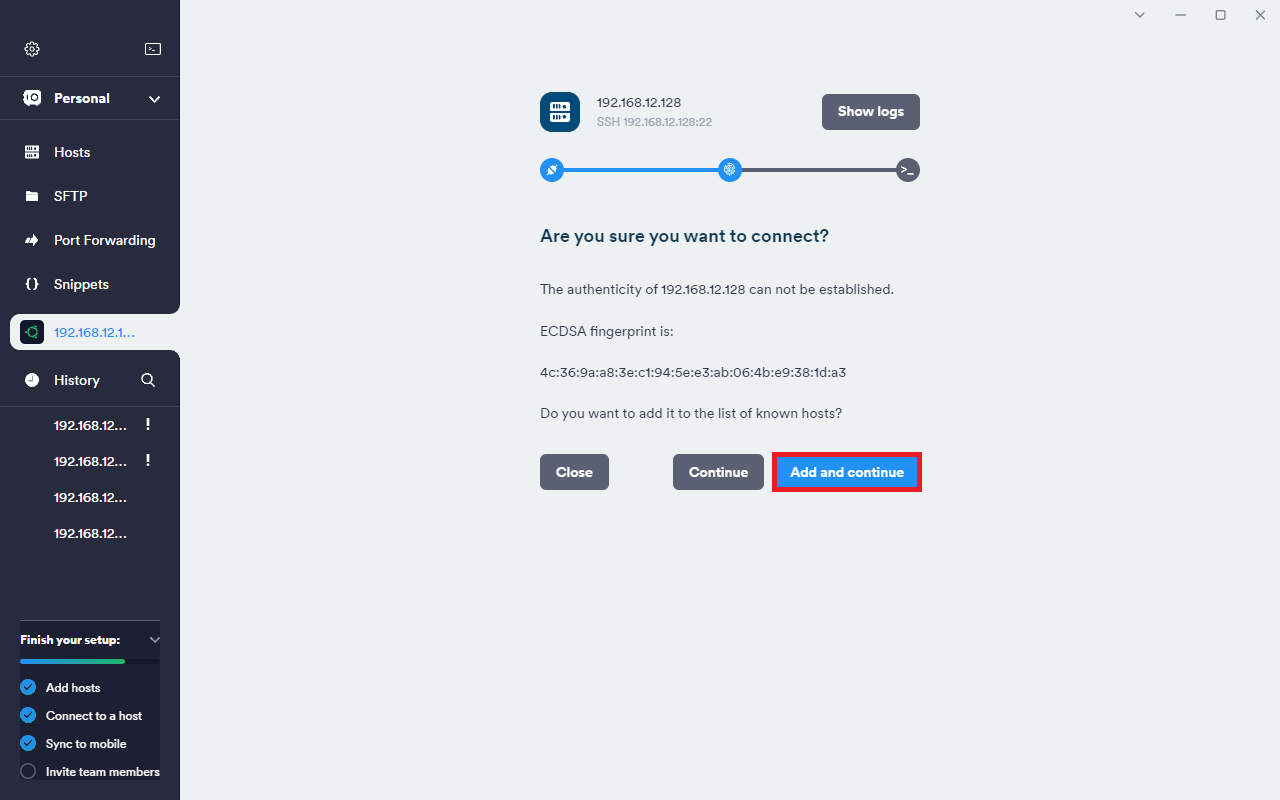 Personal
Hosts
SFTP
Port Forwarding
Snippets
192.168.12.1...
History
192.168.12... !
192.168.12... !
192.168.12...
192.168.12...
Finish your setup:
Add hosts
Connect to a host
Sync to mobile
Invite team members
192.168.12.128
SSH 192.168.12.128:22
Show logs
Are you sure you want to connect?
The authenticity of 192.168.12.128 can not be established.
ECDSA fingerprint is:
4c:36:9a:a8:3e:c1:94:5e:e3:ab:06:4b:e9:38:1d:a3
Do you want to add it to the list of known hosts?
Close
Continue
Add and continue